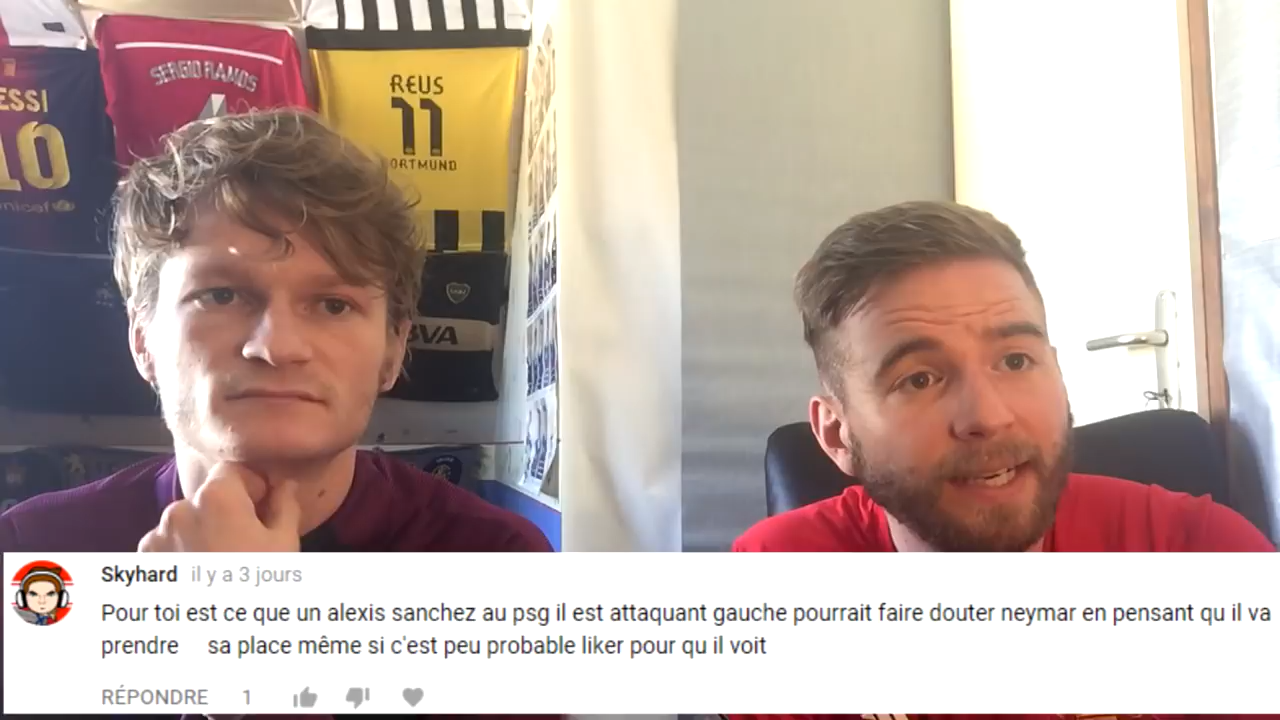 ESSI
10
unicef
SERGIO RAMOS
4
REUS
11
ORTMUND
BVA
Skyhard il y a 3 jours
Pour toi est ce que un alexis sanchez au psg il est attaquant gauche pourrait faire douter neymar en pensant qu il va
prendre sa place même si c'est peu probable liker pour qu il voit
RÉPONDRE 1